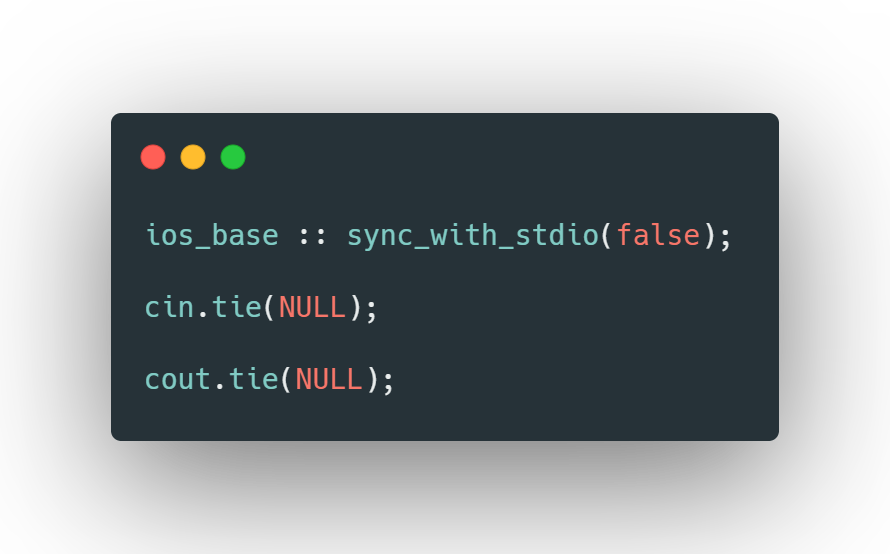 ios_base :: sync_with_stdio(false);
cin.tie(NULL);
cout.tie(NULL);